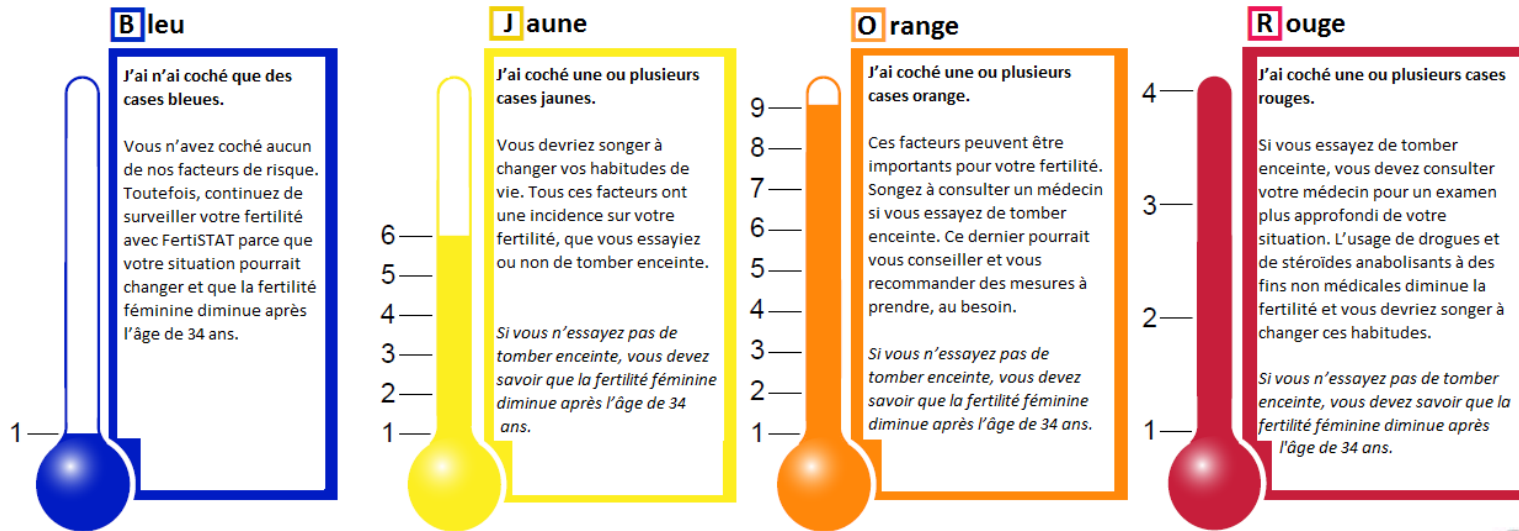 Bleu
J'ai n'ai coché que des
cases bleues.
Vous n'avez coché aucun
de nos facteurs de risque.
Toutefois, continuez de
surveiller votre fertilité
avec FertiSTAT parce que
votre situation pourrait
changer et que la fertilité
féminine diminue après
l'âge de 34 ans.
1
Jaune
J'ai coché une ou plusieurs
cases jaunes.
Vous devriez songer à
changer vos habitudes de
vie. Tous ces facteurs ont
une incidence sur votre
fertilité, que vous essayiez
ou non de tomber enceinte.
Si vous n'essayez pas de
tomber enceinte, vous devez
savoir que la fertilité féminine
diminue après l'âge de 34
ans.
6
5
4
3
2
1
Orange
J'ai coché une ou plusieurs
cases orange.
Ces facteurs peuvent être
importants pour votre fertilité.
Songez à consulter un médecin
si vous essayez de tomber
enceinte. Ce dernier pourrait
vous conseiller et vous
recommander des mesures à
prendre, au besoin.
Si vous n'essayez pas de
tomber enceinte, vous devez
savoir que la fertilité féminine
diminue après l'âge de 34 ans.
9
8
7
6
5
4
3
2
1
Rouge
J'ai coché une ou plusieurs cases
rouges.
Si vous essayez de tomber
enceinte, vous devez consulter
votre médecin pour un examen
plus approfondi de votre
situation. L'usage de drogues et
de stéroïdes anabolisants à des
fins non médicales diminue la
fertilité et vous devriez songer à
changer ces habitudes.
Si vous n'essayez pas de tomber
enceinte, vous devez savoir que la
fertilité féminine diminue après
l'âge de 34 ans.
4
3
2
1